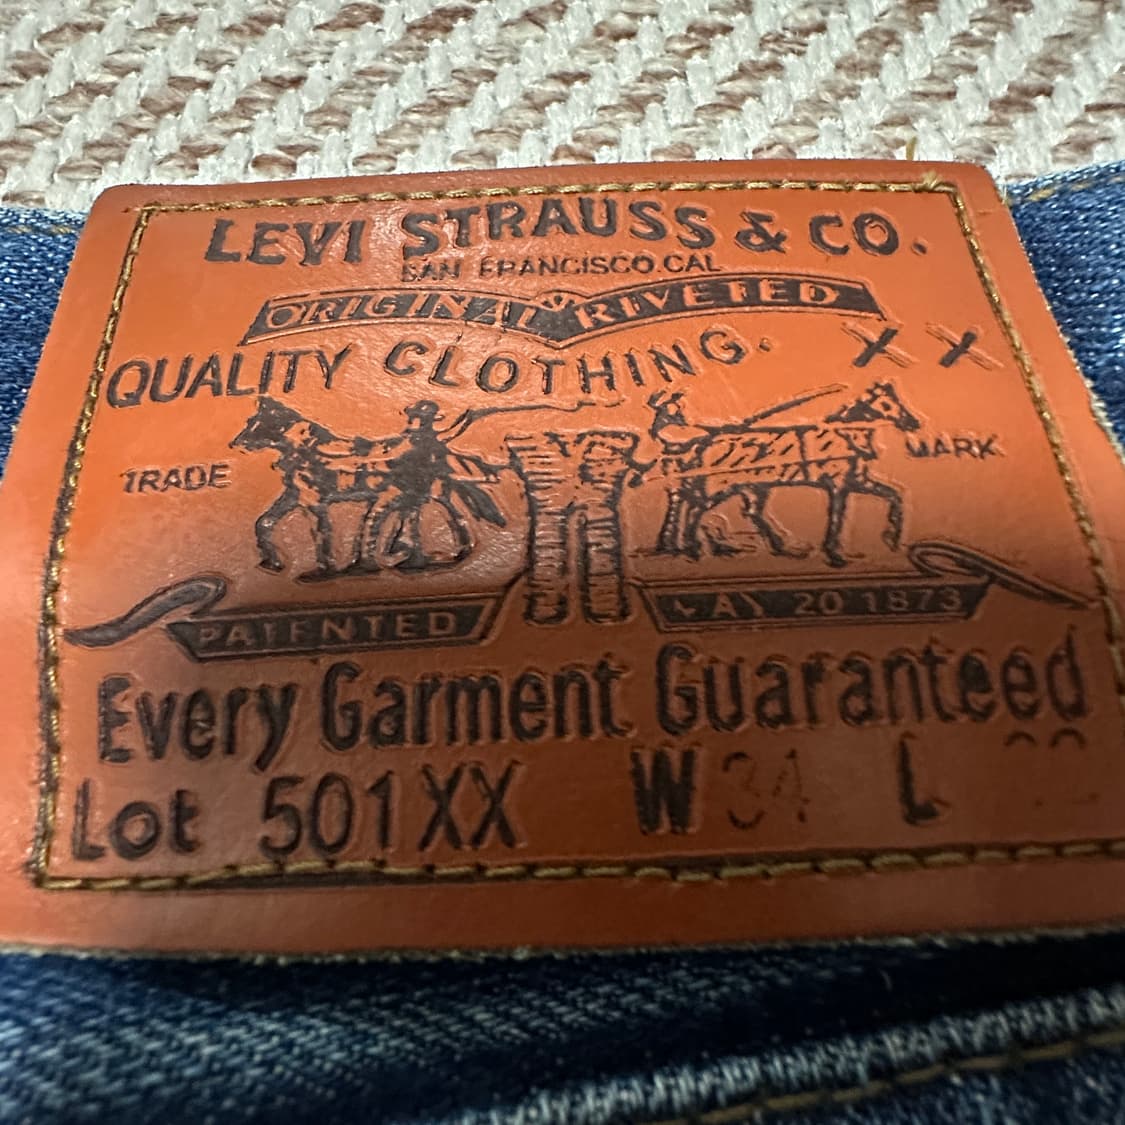 LEVI STRAUSS & CO.
SAN FRANCISCO.CAL
ORIGINAL RIVETED
QUALITY CLOTHING. XX
TRADE MARK
PATENTED MAY 20 1873
Every Garment Guaranteed
Lot 501XX W 34 L